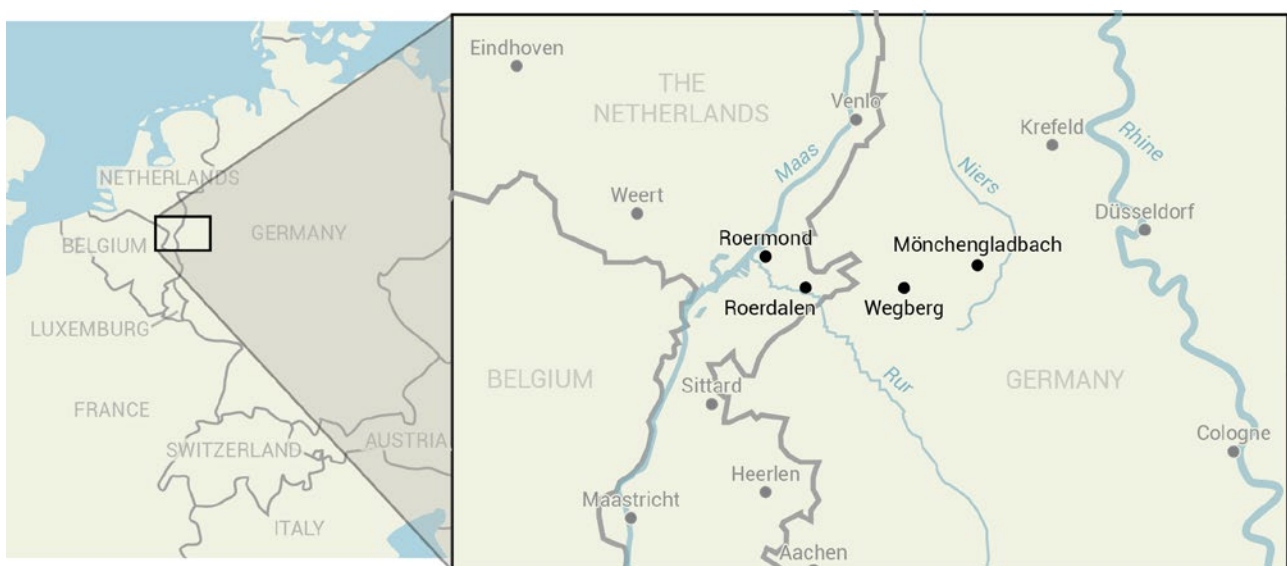 NETHERLANDS
BELGIUM
GERMANY
LUXEMBURG
FRANCE
SWITZERLAND
AUSTRIA
ITALY
Eindhoven
THE
NETHERLANDS
Venlo
Krefeld
Rhine
Maas
Niers
Weert
Düsseldorf
Roermond
Mönchengladbach
Roerdalen
Wegberg
BELGIUM
Sittard
Rur
GERMANY
Cologne
Heerlen
Maastricht
Aachen